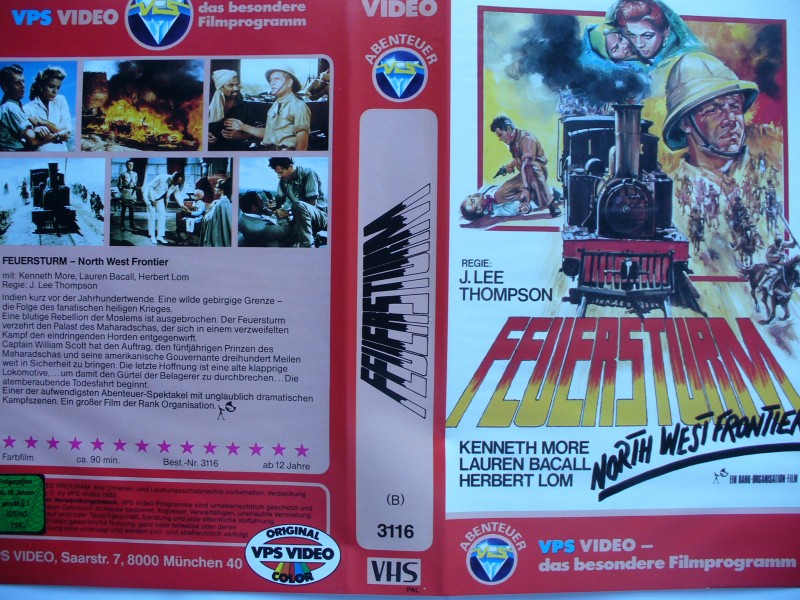 VPS VIDEO
VPS
das besondere
Filmprogramm
FEUERSTURM – North West Frontier
mit: Kenneth More, Lauren Bacall, Herbert Lom
Regie: J. Lee Thompson
Indien kurz vor der Jahrhundertwende. Eine wilde gebirgige Grenze –
die Folge des fanatischen heiligen Krieges.
Eine blutige Rebellion der Moslems ist ausgebrochen. Der Feuersturm
verzehrt den Palast des Maharadschas, der sich in einem verzweifelten
Kampf den eindringenden Horden entgegenwirft.
Captain William Scott hat den Auftrag, den fünfjährigen Prinzen des
Maharadschas und seine amerikanische Gouvernante dreihundert Meilen
weit in Sicherheit zu bringen. Die letzte Hoffnung ist eine alte klapprige
Lokomotive,...um damit den Gürtel der Belagerer zu durchbrechen...Die
atemberaubende Todesfahrt beginnt.
Einer der aufwendigsten Abenteuer-Spektakel mit unglaublich dramatischen
Kampfszenen. Ein großer Film der Rank Organisation.
Farbfilm
ca. 90 min.
Best.-Nr. 3116
ab 12 Jahre
ORIGINAL
VPS VIDEO
COLOR
PS VIDEO, Saarstr. 7, 8000 München 40
VIDEO
ABENTEUER
VPS
FEUERSTURM
(B)
3116
VHS
PAL
REGIE:
J. LEE
THOMPSON
FEUERSTURM
NORTH WEST FRONTIER
KENNETH MORE
LAUREN BACALL
HERBERT LOM
EIN RANK-ORGANISATION-FILM
ABENTEUER
VPS
VPS VIDEO –
das besondere Filmprogramm